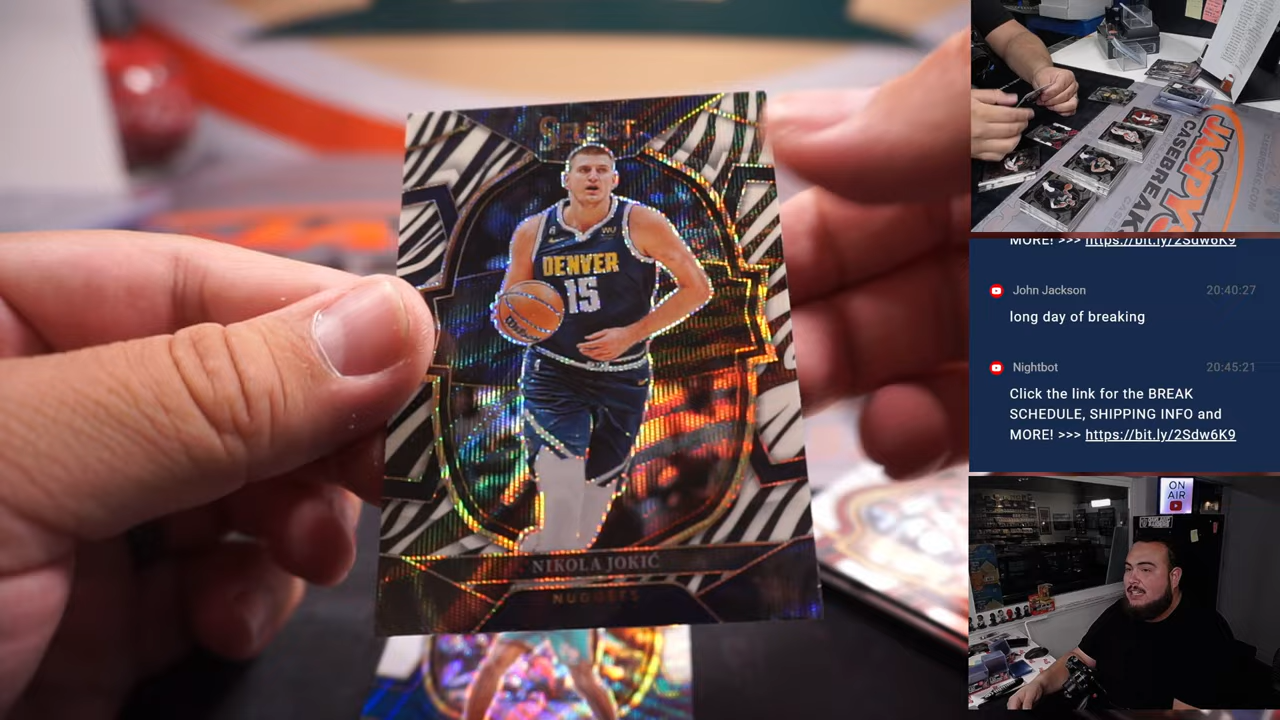 SELECT
DENVER
15
NIKOLA JOKIĆ
NUGGETS
JASPY'S
CASEBREAK
MORE! >>> https://bit.ly/2Sdw6K9
John Jackson 20:40:27
long day of breaking
Nightbot 20:45:21
Click the link for the BREAK
SCHEDULE, SHIPPING INFO and
MORE! >>> https://bit.ly/2Sdw6K9
ON
AIR